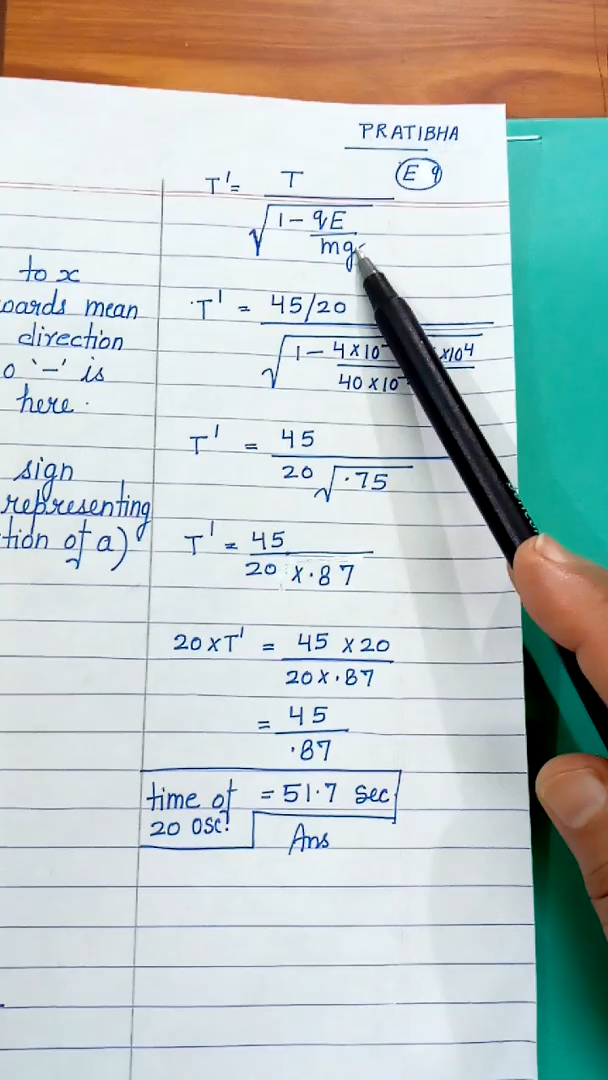 PRATIBHA
E q
T' = T / √(1 - qE/mg)
to x
wards mean
direction
o '-' is
here.
T' = 45/20 / √(1 - 4×10 ×10⁴ / 40×10⁻)
T' = 45 / 20√.75
sign
representing
tion of a)
T' = 45 / 20 × .87
20×T' = 45 × 20 / 20×.87
= 45 / .87
time of = 51.7 sec
20 osc!
Ans